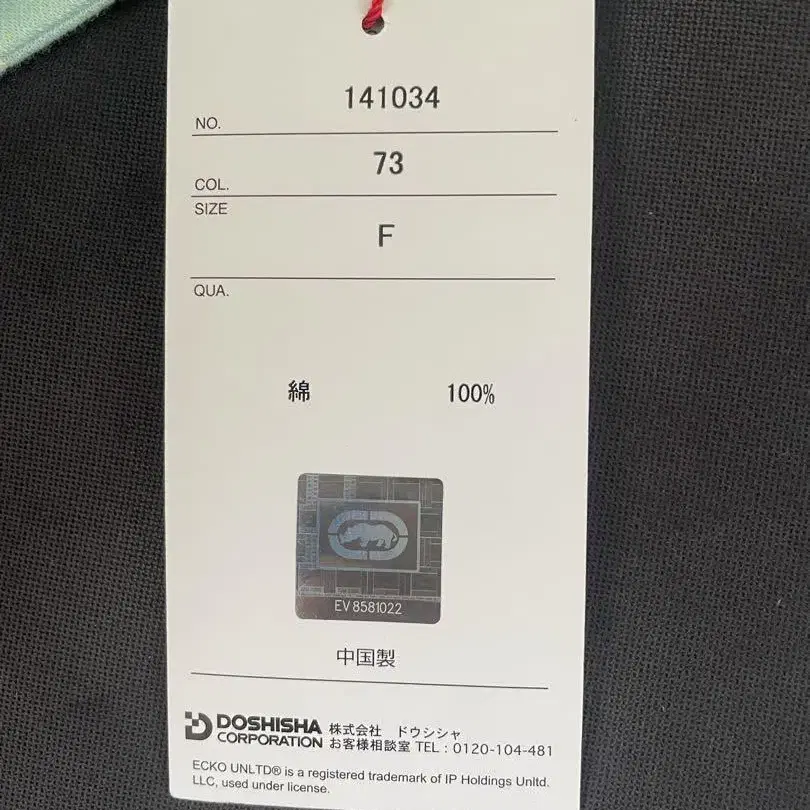 141034
NO.
73
COL.
SIZE
F
QUA.
綿 100%
EV 8581022
中国製
DOSHISHA CORPORATION
株式会社 ドウシシャ
お客様相談室 TEL : 0120-104-481
ECKO UNLTD® is a registered trademark of IP Holdings Unltd.
LLC, used under license.